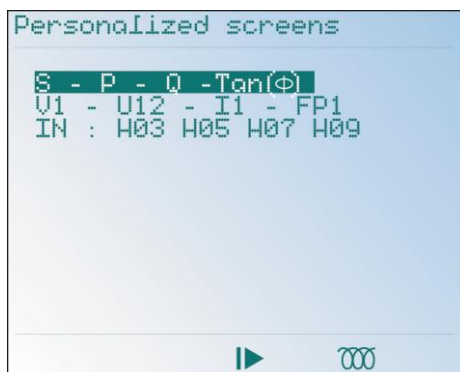 Personalized screens
S - P - Q -Tan(Φ)
V1 - U12 - I1 - FP1
IN : H03 H05 H07 H09